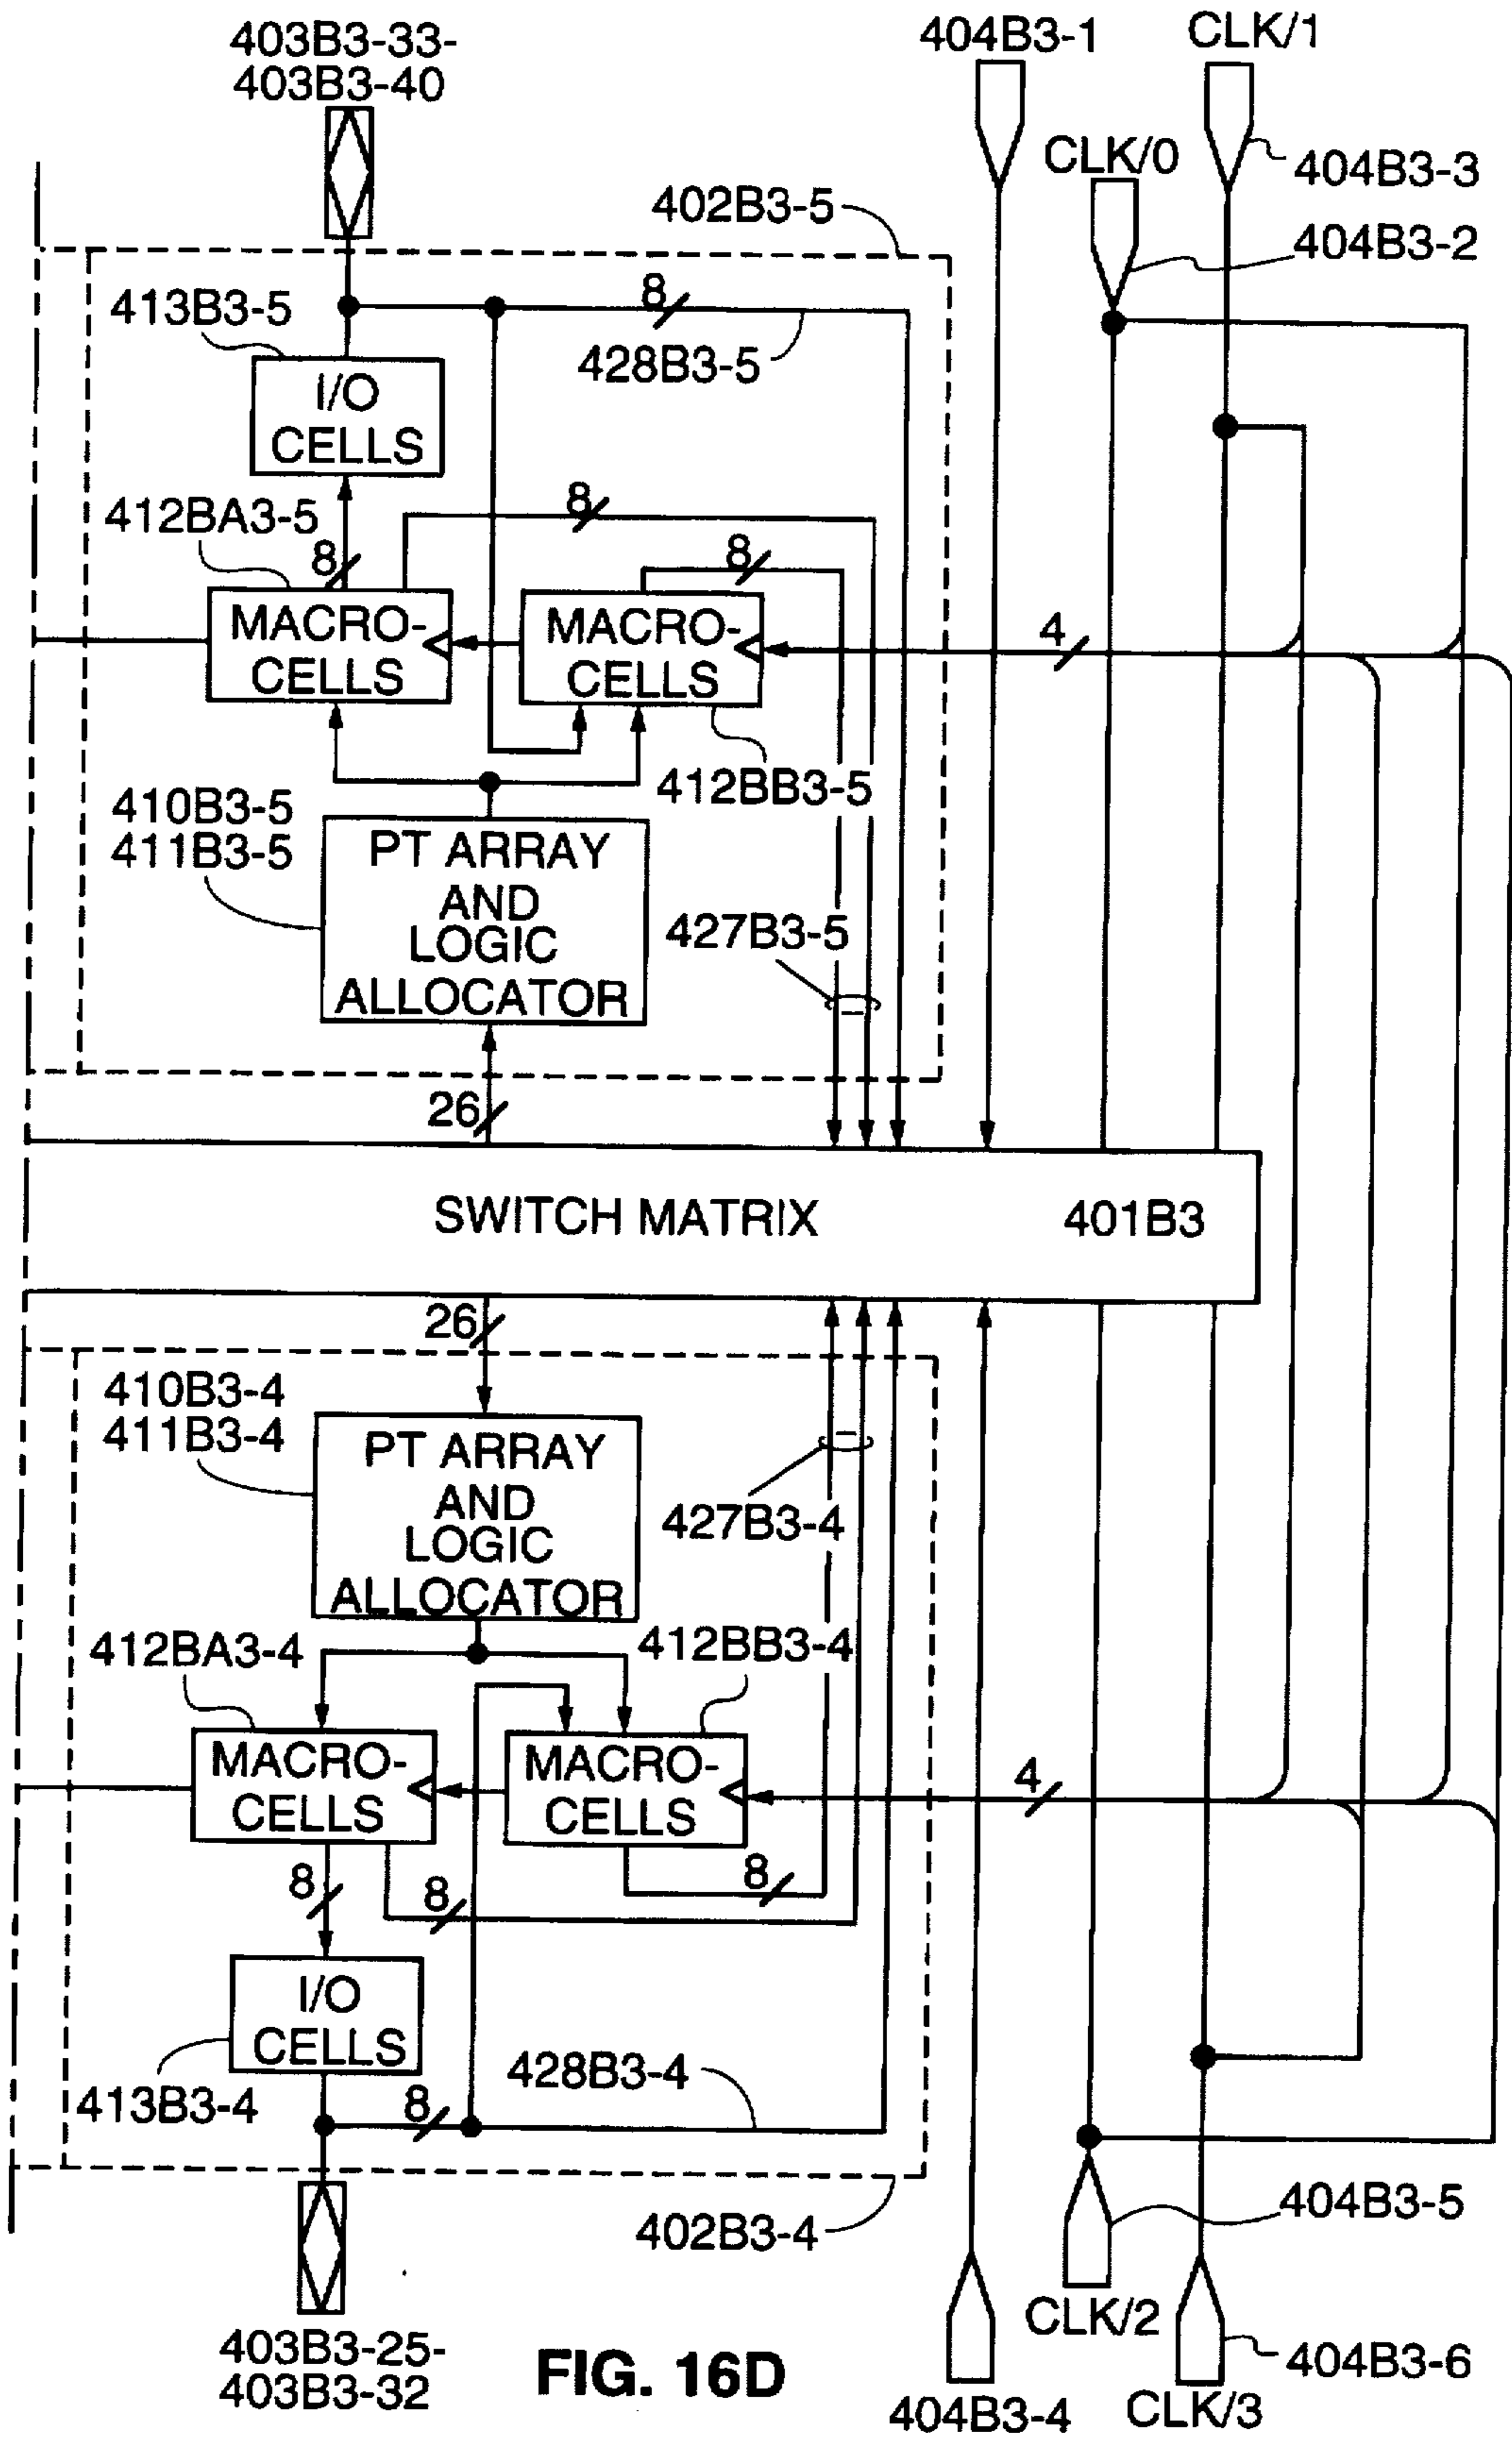 403B3-33-
403B3-40
404B3-1
CLK/1
CLK/0
404B3-3
402B3-5
404B3-2
413B3-5
8
428B3-5
I/O
CELLS
412BA3-5
8
8
8
MACRO-
CELLS
MACRO-
CELLS
4
412BB3-5
410B3-5
411B3-5
PT ARRAY
AND
LOGIC
ALLOCATOR
427B3-5
26
SWITCH MATRIX
401B3
26
410B3-4
411B3-4
PT ARRAY
AND
LOGIC
ALLOCATOR
427B3-4
412BA3-4
412BB3-4
MACRO-
CELLS
MACRO-
CELLS
4
8
8
8
I/O
CELLS
413B3-4
8
428B3-4
402B3-4
404B3-5
CLK/2
403B3-25-
403B3-32
FIG. 16D
404B3-4
CLK/3
404B3-6